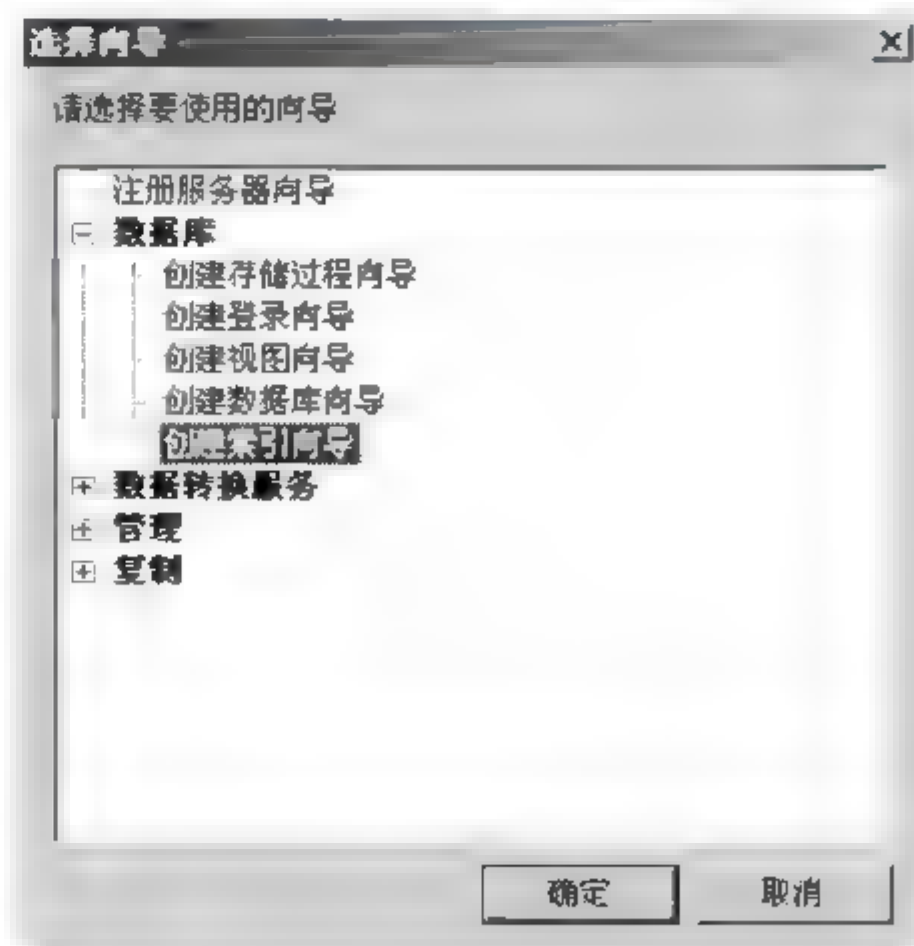 选择向导
请选择要使用的向导
注册服务器向导
数据库
创建存储过程向导
创建登录向导
创建视图向导
创建数据库向导
创建索引向导
数据转换服务
管理
复制
确定 取消